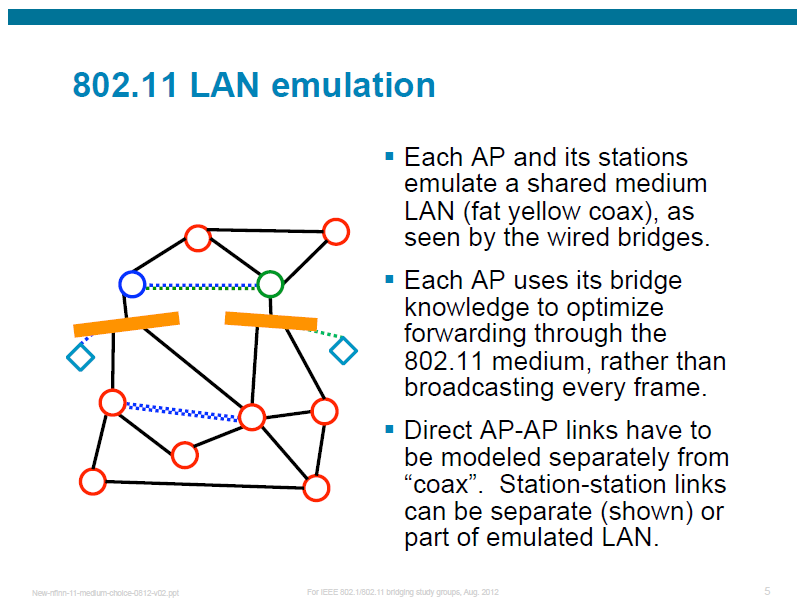 802.11 LAN emulation
Each AP and its stations
emulate a shared medium
LAN (fat yellow coax), as
seen by the wired bridges.
Each AP uses its bridge
knowledge to optimize
forwarding through the
802.11 medium, rather than
broadcasting every frame.
Direct AP-AP links have to
be modeled separately from
“coax”.  Station-station links
can be separate (shown) or
part of emulated LAN.
New-nfinn-11-medium-choice-0812-v02.ppt
For IEEE 802.1/802.11 bridging study groups, Aug. 2012
5